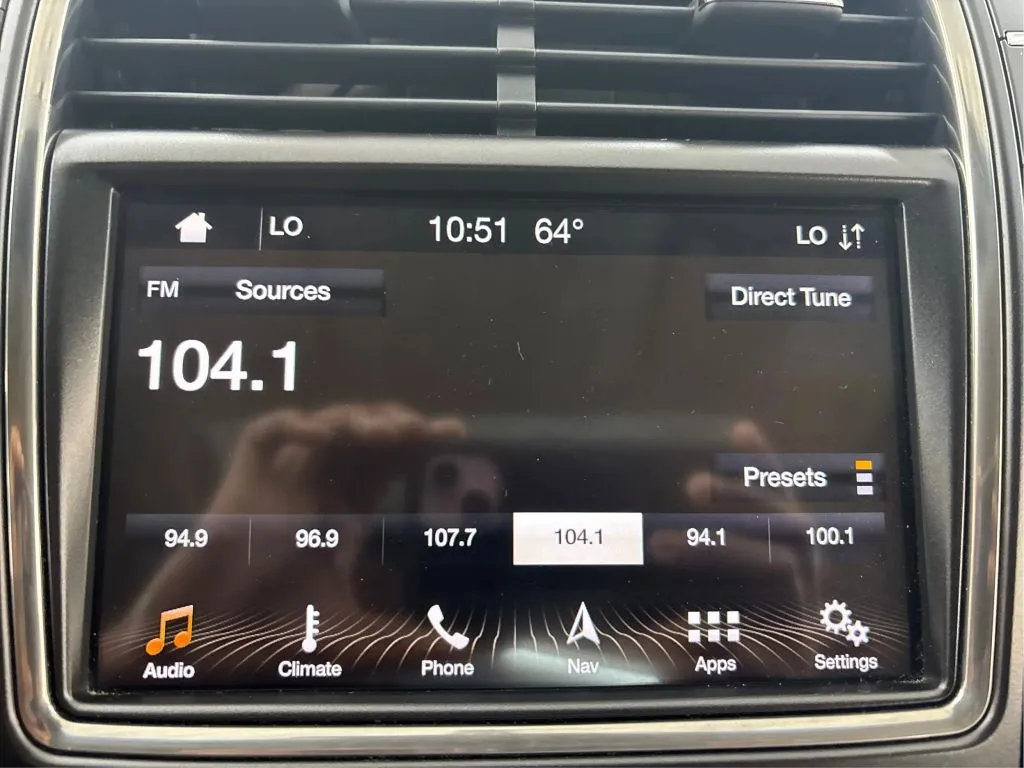 LO 10:51 64° LO
FM Sources Direct Tune
104.1
Presets
94.9 96.9 107.7 104.1 94.1 100.1
Audio Climate Phone Nav Apps Settings